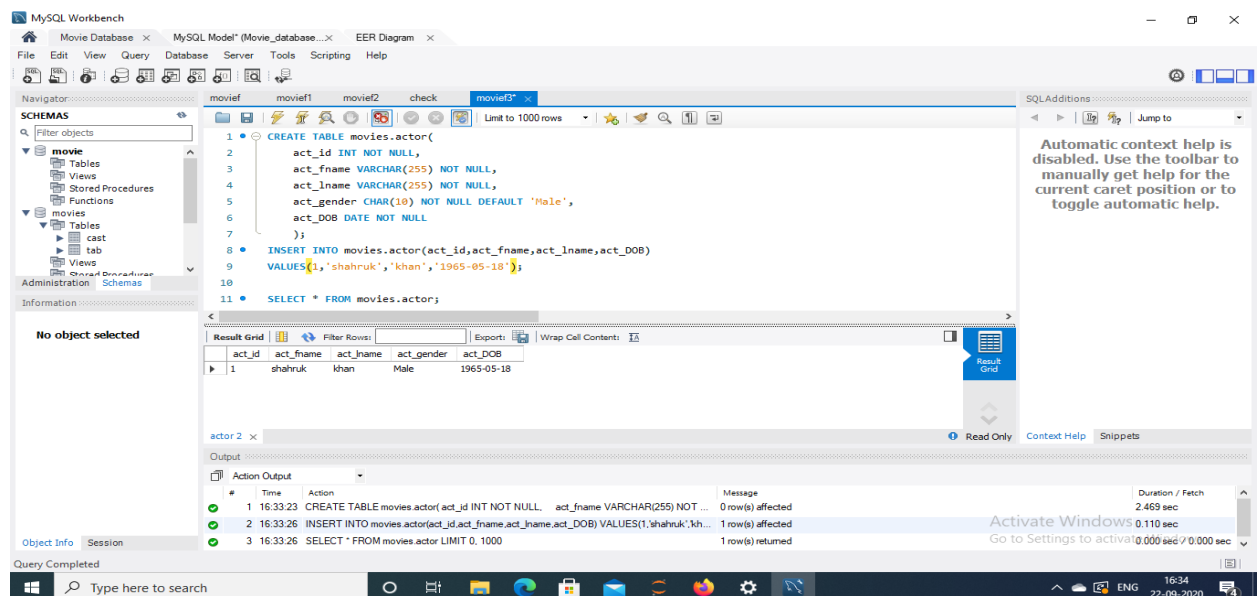 MySQL Workbench
Movie Database MySQL Model* (Movie_database... EER Diagram
File Edit View Query Database Server Tools Scripting Help
Navigator
SCHEMAS
Filter objects
movie
Tables
Views
Stored Procedures
Functions
movies
Tables
cast
tab
Views
Stored Procedures
Administration Schemas
Information
No object selected
Object Info Session
movief movief1 movief2 check movief3*
Limit to 1000 rows
1 CREATE TABLE movies.actor(
2 act_id INT NOT NULL,
3 act_fname VARCHAR(255) NOT NULL,
4 act_lname VARCHAR(255) NOT NULL,
5 act_gender CHAR(10) NOT NULL DEFAULT 'Male',
6 act_DOB DATE NOT NULL
7 );
8 INSERT INTO movies.actor(act_id,act_fname,act_lname,act_DOB)
9 VALUES(1,'shahruk','khan','1965-05-18');
10
11 SELECT * FROM movies.actor;
Result Grid Filter Rows: Export: Wrap Cell Content:
act_id act_fname act_lname act_gender act_DOB
1 shahruk khan Male 1965-05-18
Result Grid
actor 2 Read Only
SQLAdditions
Jump to
Automatic context help is
disabled. Use the toolbar to
manually get help for the
current caret position or to
toggle automatic help.
Context Help Snippets
Output
Action Output
# Time Action Message Duration / Fetch
1 16:33:23 CREATE TABLE movies.actor( act_id INT NOT NULL, act_fname VARCHAR(255) NOT ... 0 row(s) affected 2.469 sec
2 16:33:26 INSERT INTO movies.actor(act_id,act_fname,act_lname,act_DOB) VALUES(1,'shahruk','kh... 1 row(s) affected 0.110 sec
3 16:33:26 SELECT * FROM movies.actor LIMIT 0, 1000 1 row(s) returned 0.000 sec / 0.000 sec
Activate Windows
Go to Settings to activate Windows.
Query Completed
Type here to search
ENG 16:34
22-09-2020
4